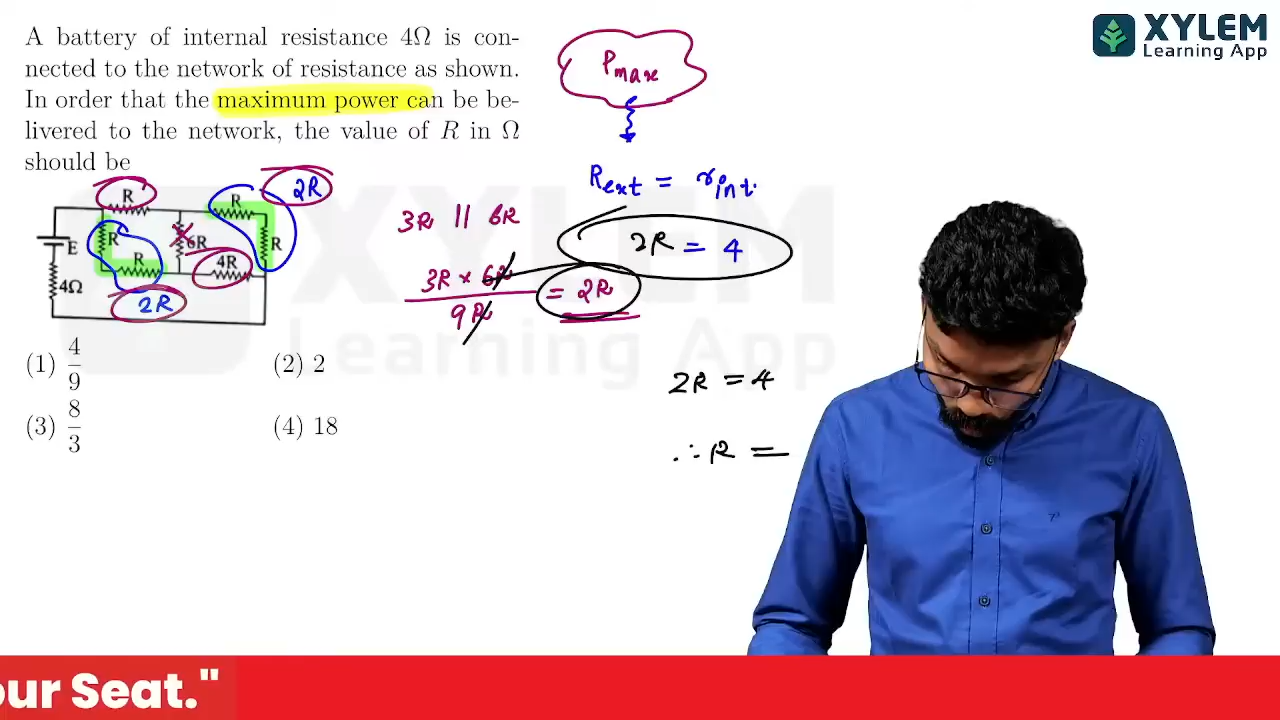 A battery of internal resistance 4Ω is con-
nected to the network of resistance as shown.
In order that the maximum power can be be-
livered to the network, the value of R in Ω
should be
XYLEM
Learning App
Pmax
Rext = rint.
2R = 4
3R || 6R
3R × 6R
9R
= 2R
2R = 4
∴ R =
R
R
2R
R
6R
R
R
4R
2R
E
4Ω
XYLEM
Learning App
(1) 4/9
(2) 2
(3) 8/3
(4) 18
our Seat."